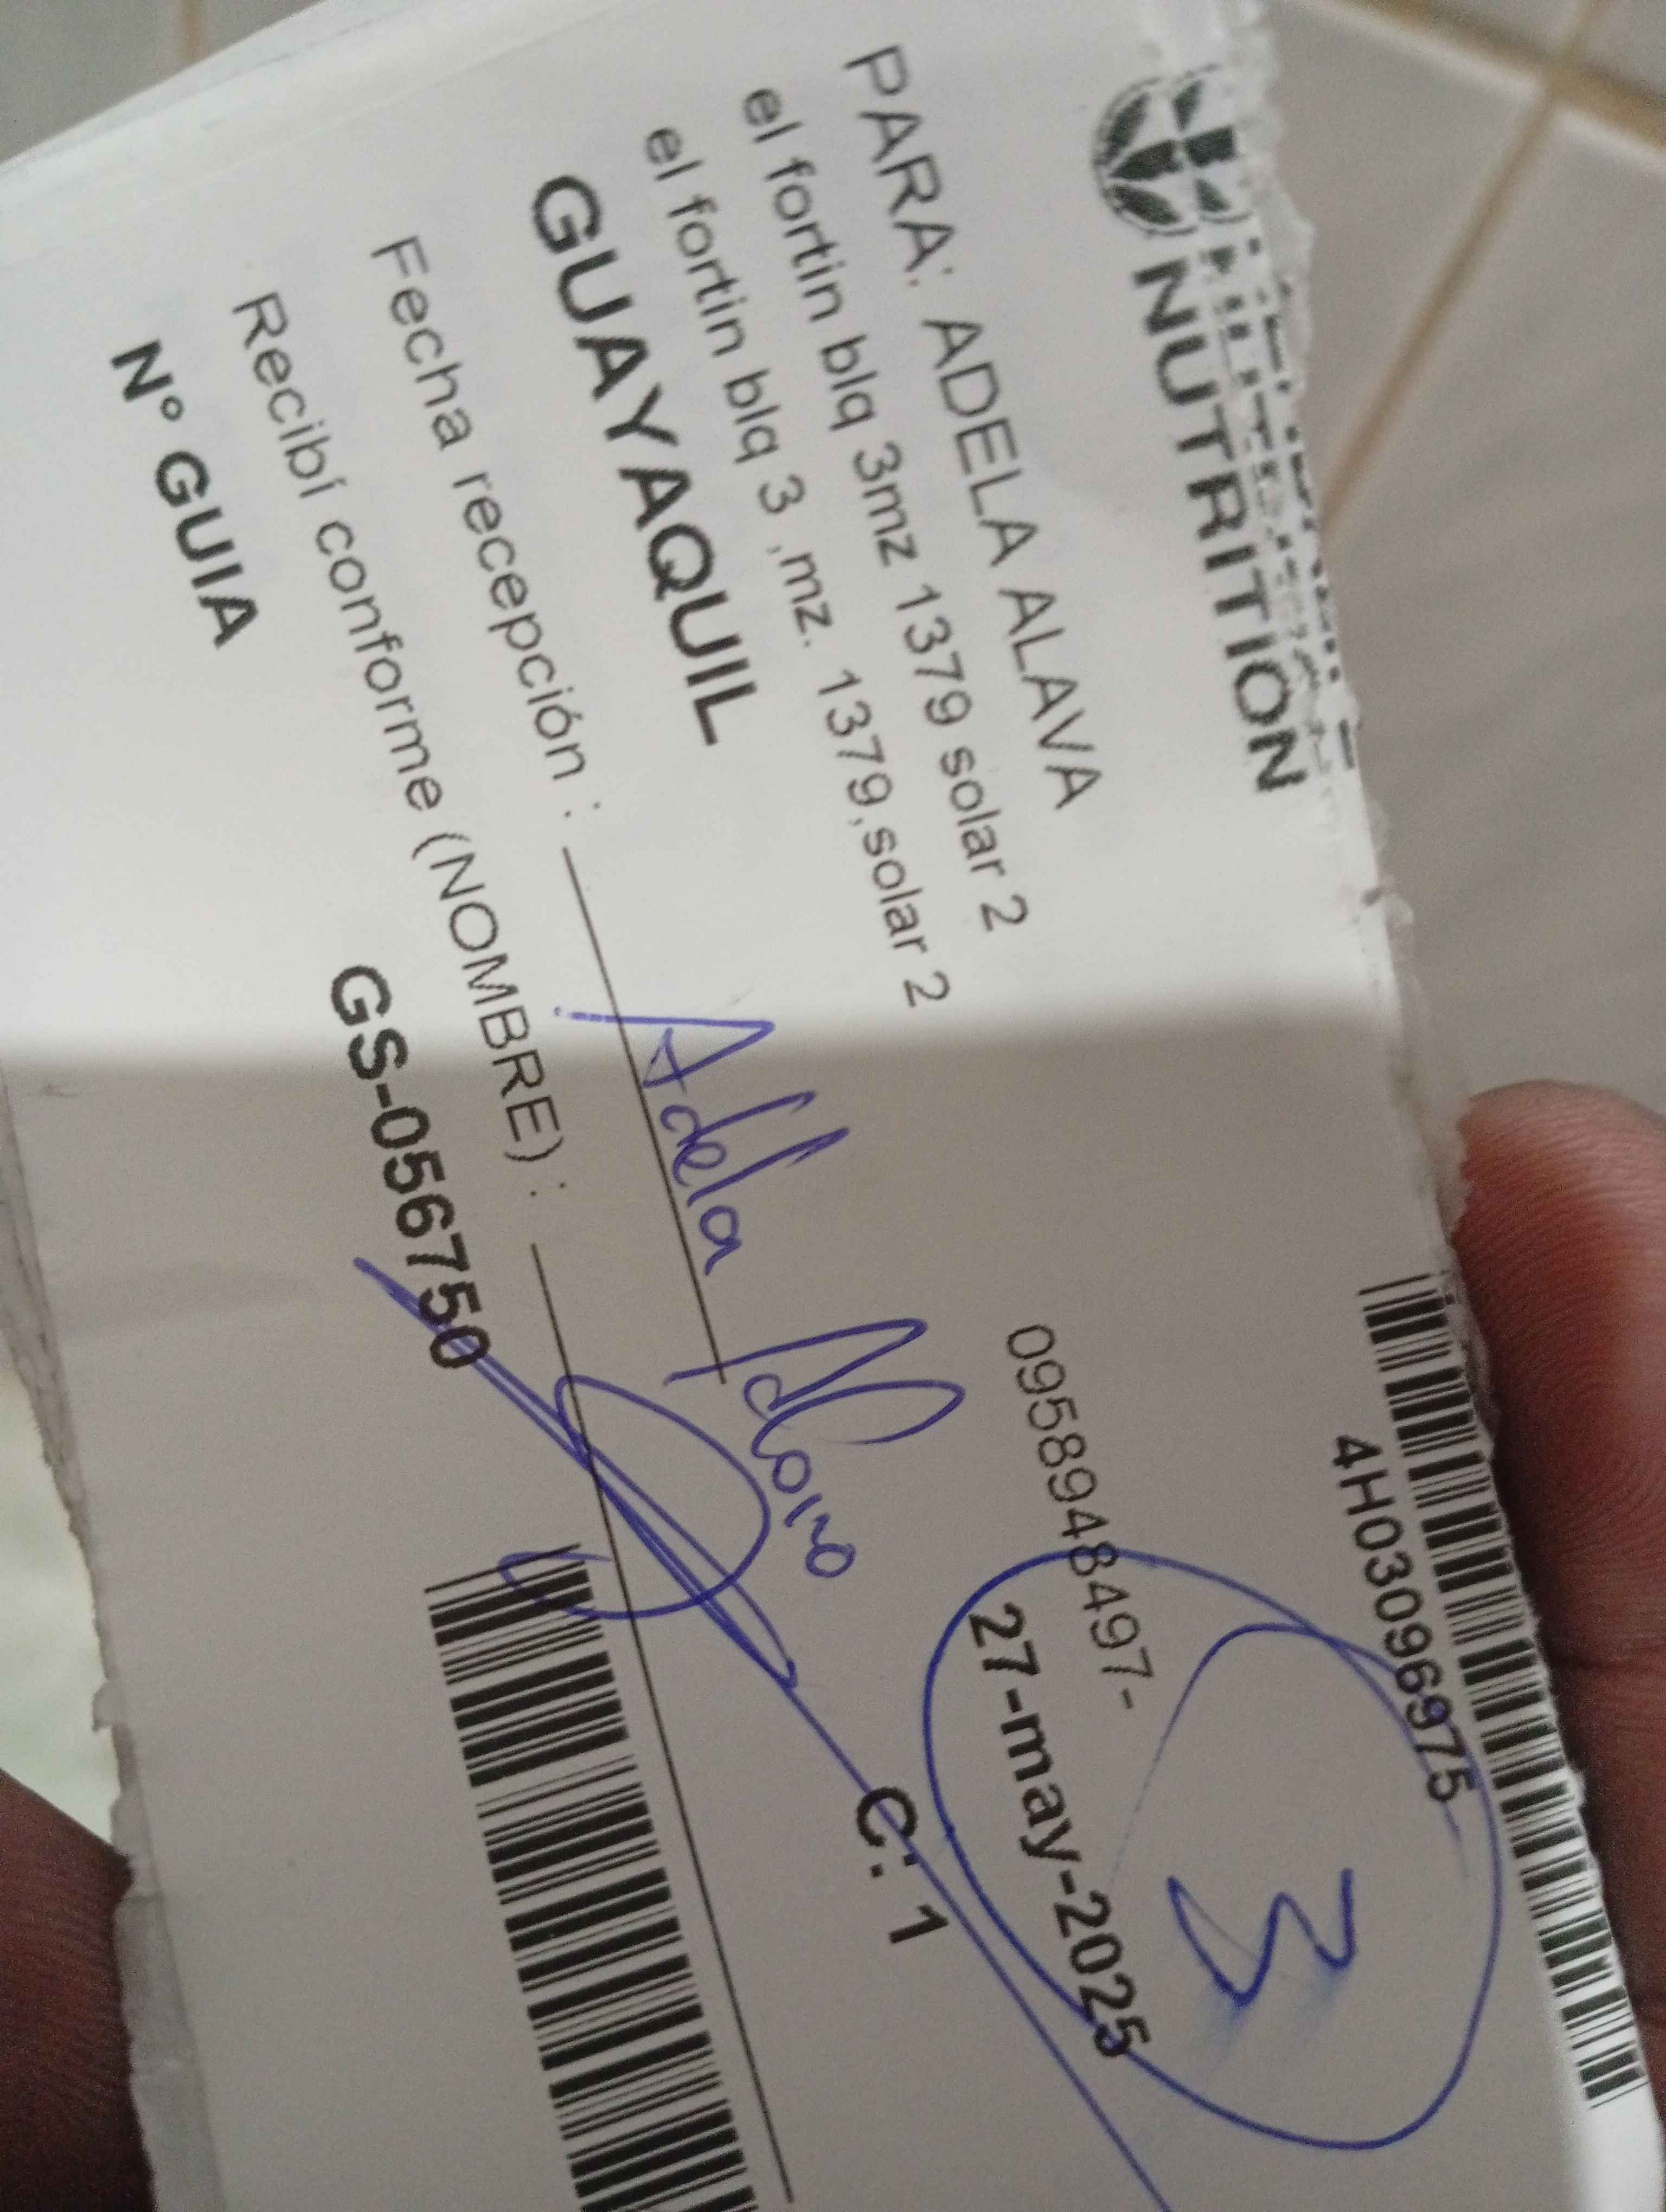 NUTRITION
4H03096975
3
PARA: ADELA ALAVA
0958948497-
el fortin blq 3mz 1379 solar 2
27-may-2025
el fortin blq 3 ,mz. 1379,solar 2
GUAYAQUIL
C: 1
Fecha recepción : Adela
Recibí conforme (NOMBRE) :
Nº GUIA GS-056750